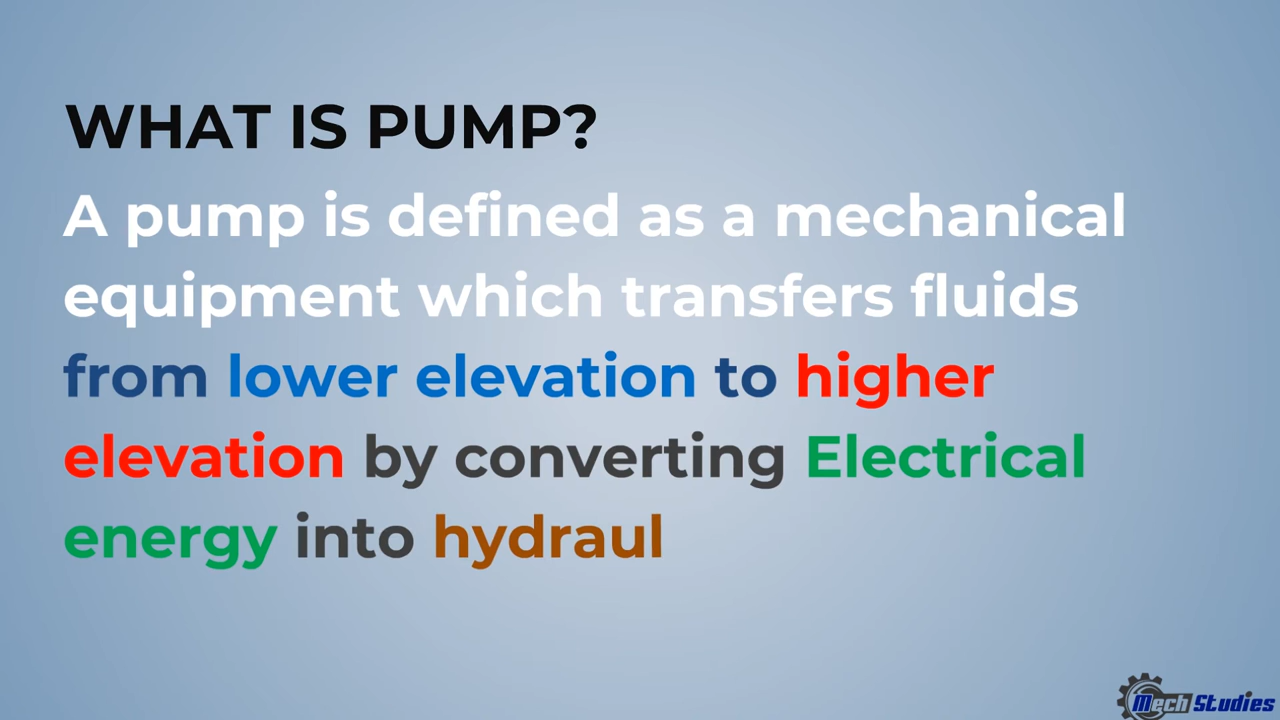 WHAT IS PUMP?
A pump is defined as a mechanical
equipment which transfers fluids
from lower elevation to higher
elevation by converting Electrical
energy into hydraul
Mech Studies